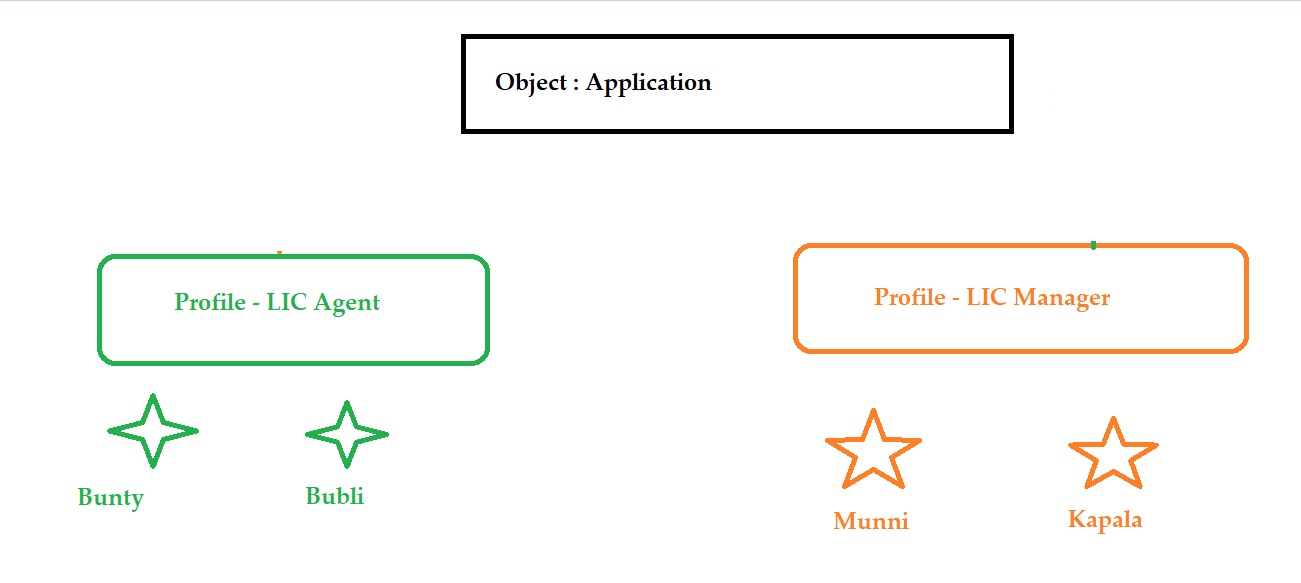 Object : Application
Profile - LIC Agent
Profile - LIC Manager
Bunty
Bubli
Munni
Kapala